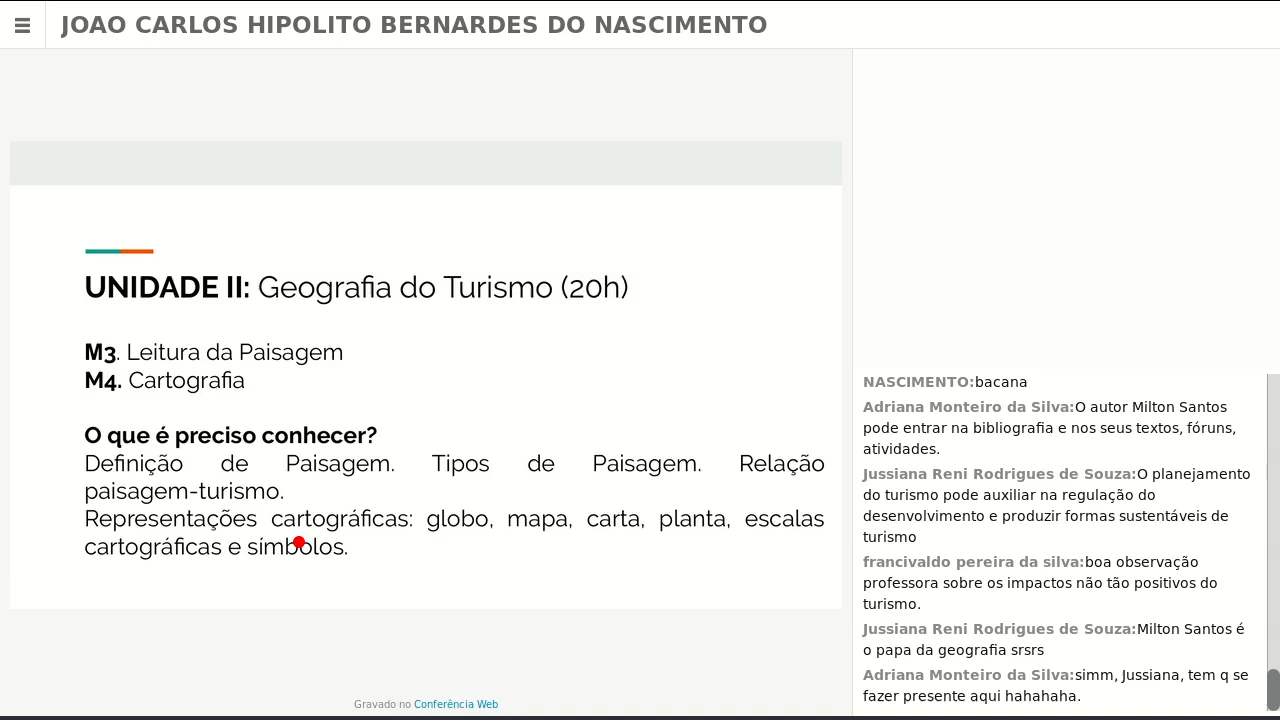 JOAO CARLOS HIPOLITO BERNARDES DO NASCIMENTO
UNIDADE II: Geografia do Turismo (20h)
M3. Leitura da Paisagem
M4. Cartografia
O que é preciso conhecer?
Definição de Paisagem. Tipos de Paisagem. Relação
paisagem-turismo.
Representações cartográficas: globo, mapa, carta, planta, escalas
cartográficas e símbolos.
Gravado no Conferência Web
NASCIMENTO:bacana
Adriana Monteiro da Silva:O autor Milton Santos
pode entrar na bibliografia e nos seus textos, fóruns,
atividades.
Jussiana Reni Rodrigues de Souza:O planejamento
do turismo pode auxiliar na regulação do
desenvolvimento e produzir formas sustentáveis de
turismo
francivaldo pereira da silva:boa observação
professora sobre os impactos não tão positivos do
turismo.
Jussiana Reni Rodrigues de Souza:Milton Santos é
o papa da geografia srsrs
Adriana Monteiro da Silva:simm, Jussiana, tem q se
fazer presente aqui hahahaha.